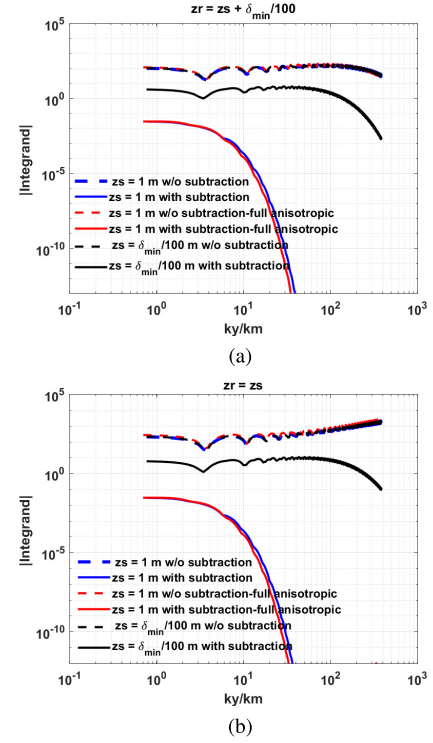 zr = zs + δmin/100
10^5
10^0
10^-5
10^-10
|Integrand|
zs = 1 m w/o subtraction
zs = 1 m with subtraction
zs = 1 m w/o subtraction-full anisotropic
zs = 1 m with subtraction-full anisotropic
zs = δmin/100 m w/o subtraction
zs = δmin/100 m with subtraction
10^-1 10^0 10^1 10^2 10^3
ky/km
(a)
zr = zs
10^5
10^0
10^-5
10^-10
|Integrand|
zs = 1 m w/o subtraction
zs = 1 m with subtraction
zs = 1 m w/o subtraction-full anisotropic
zs = 1 m with subtraction-full anisotropic
zs = δmin/100 m w/o subtraction
zs = δmin/100 m with subtraction
10^-1 10^0 10^1 10^2 10^3
ky/km
(b)